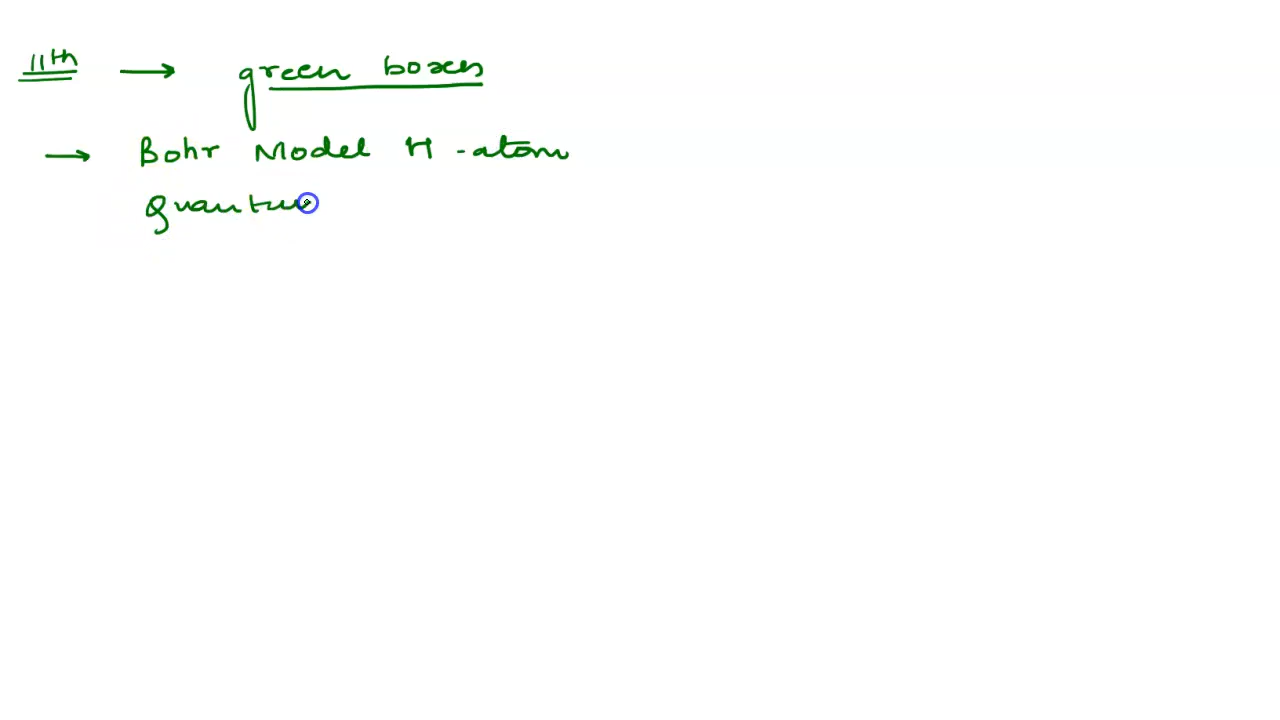 11th → green boxes
→ Bohr Model H-atom
Quantu